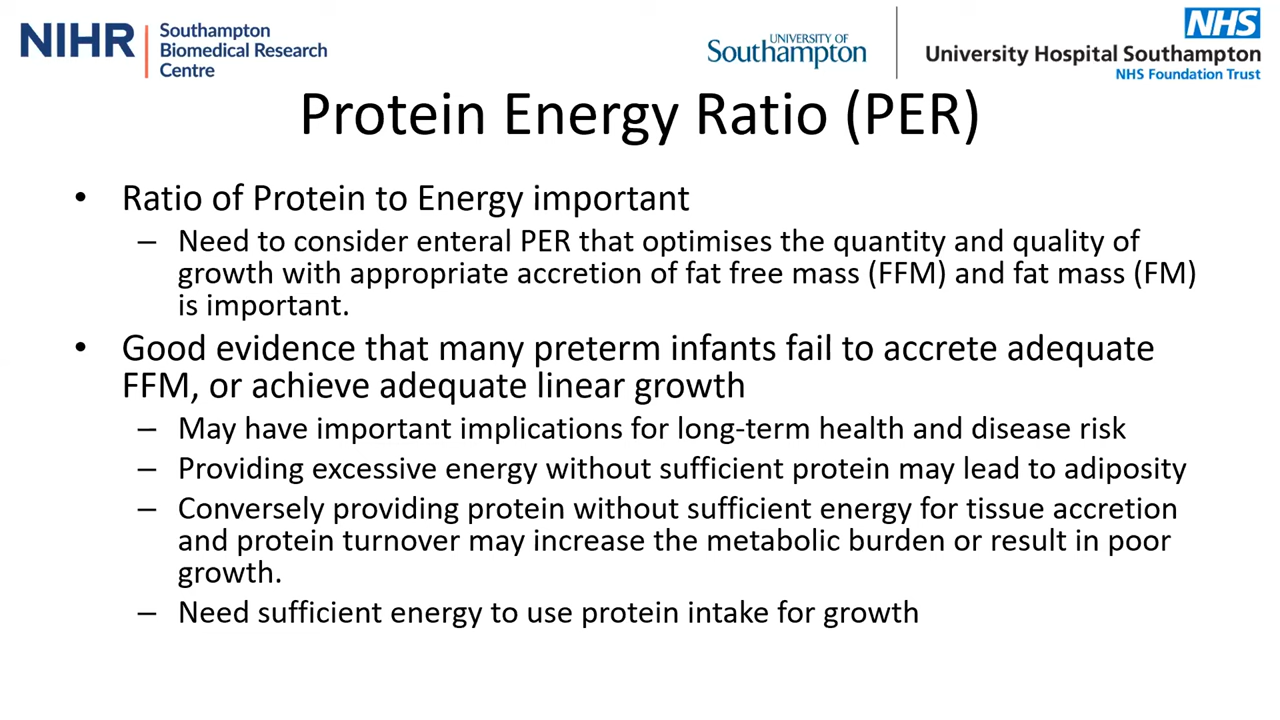 NIHR
Southampton
Biomedical Research
Centre
UNIVERSITY OF
Southampton
NHS
University Hospital Southampton
NHS Foundation Trust
Protein Energy Ratio (PER)
• Ratio of Protein to Energy important
– Need to consider enteral PER that optimises the quantity and quality of
growth with appropriate accretion of fat free mass (FFM) and fat mass (FM)
is important.
• Good evidence that many preterm infants fail to accrete adequate
FFM, or achieve adequate linear growth
– May have important implications for long-term health and disease risk
– Providing excessive energy without sufficient protein may lead to adiposity
– Conversely providing protein without sufficient energy for tissue accretion
and protein turnover may increase the metabolic burden or result in poor
growth.
– Need sufficient energy to use protein intake for growth